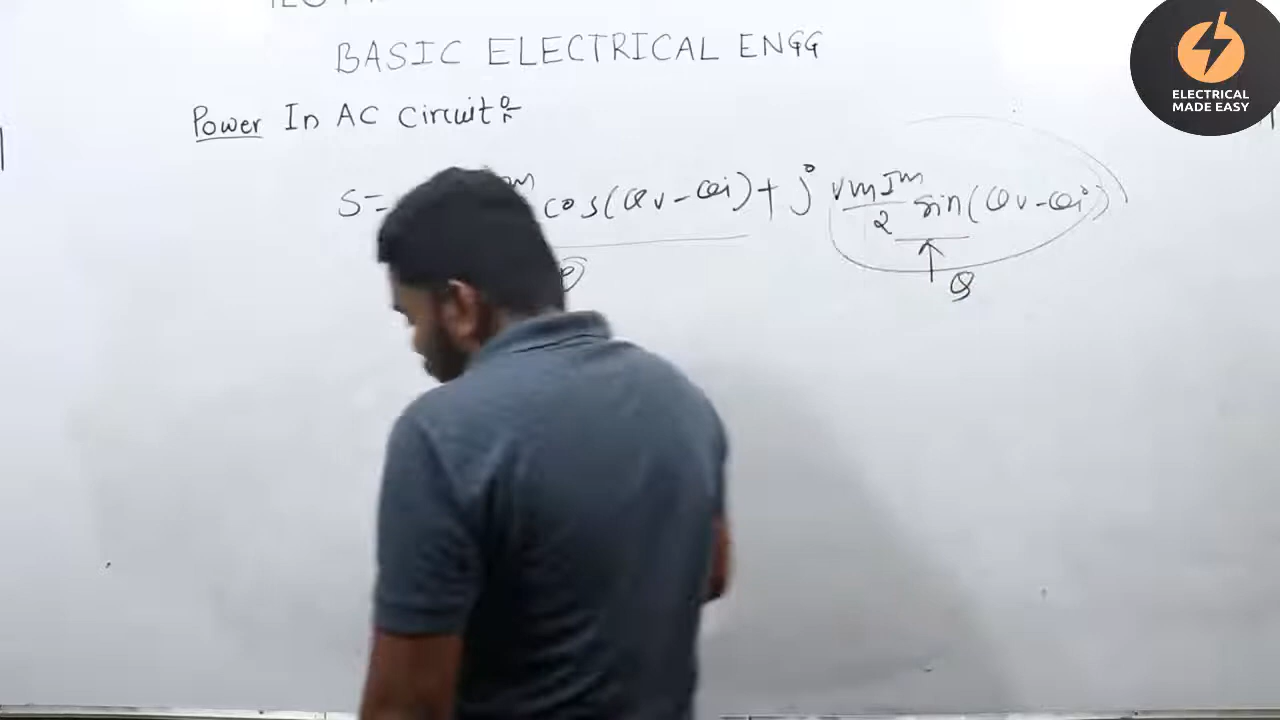 BASIC ELECTRICAL ENGG
ELECTRICAL
MADE EASY
Power In AC Circuit :-
S = cos(θv-θi) + j VmIm/2 sin(θv-θi)
Q